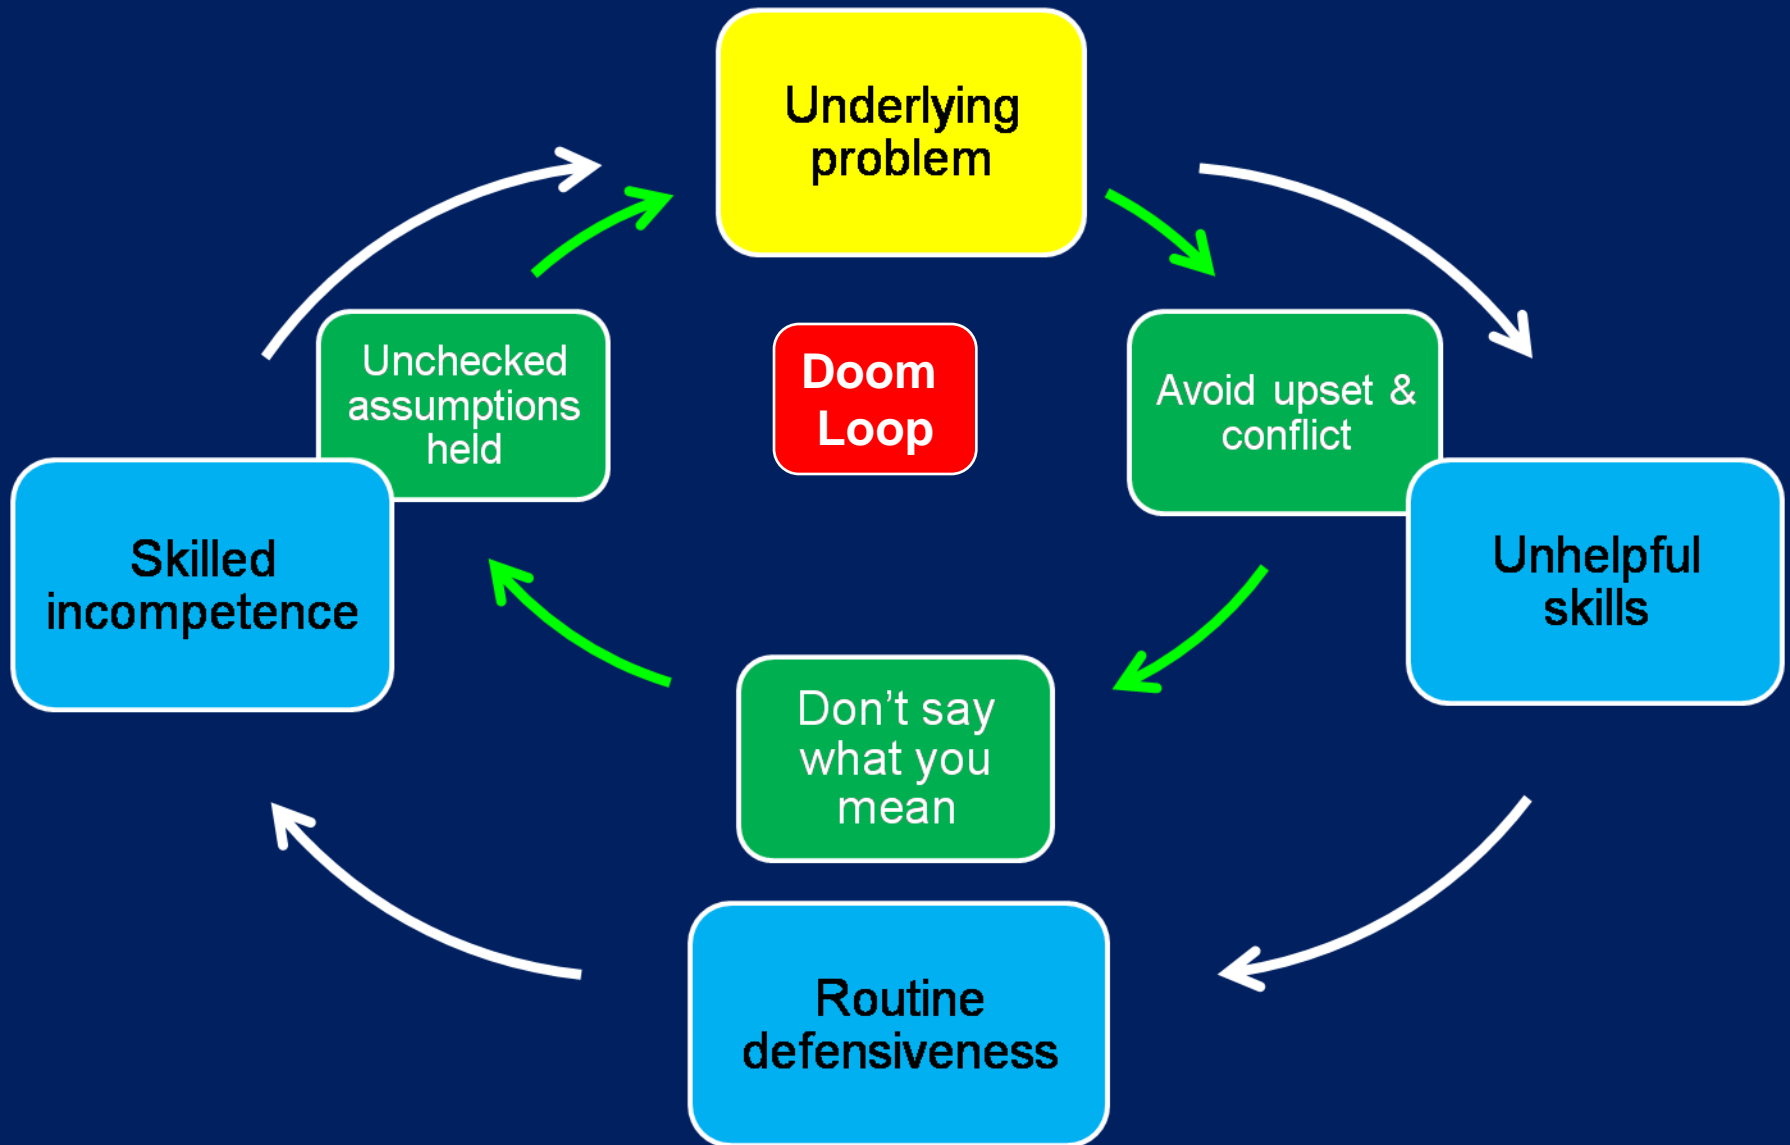 Underlying
problem
Unchecked
assumptions
held
Doom
Loop
Avoid upset &
conflict
Skilled
incompetence
Unhelpful
skills
Don’t say
what you
mean
Routine
defensiveness